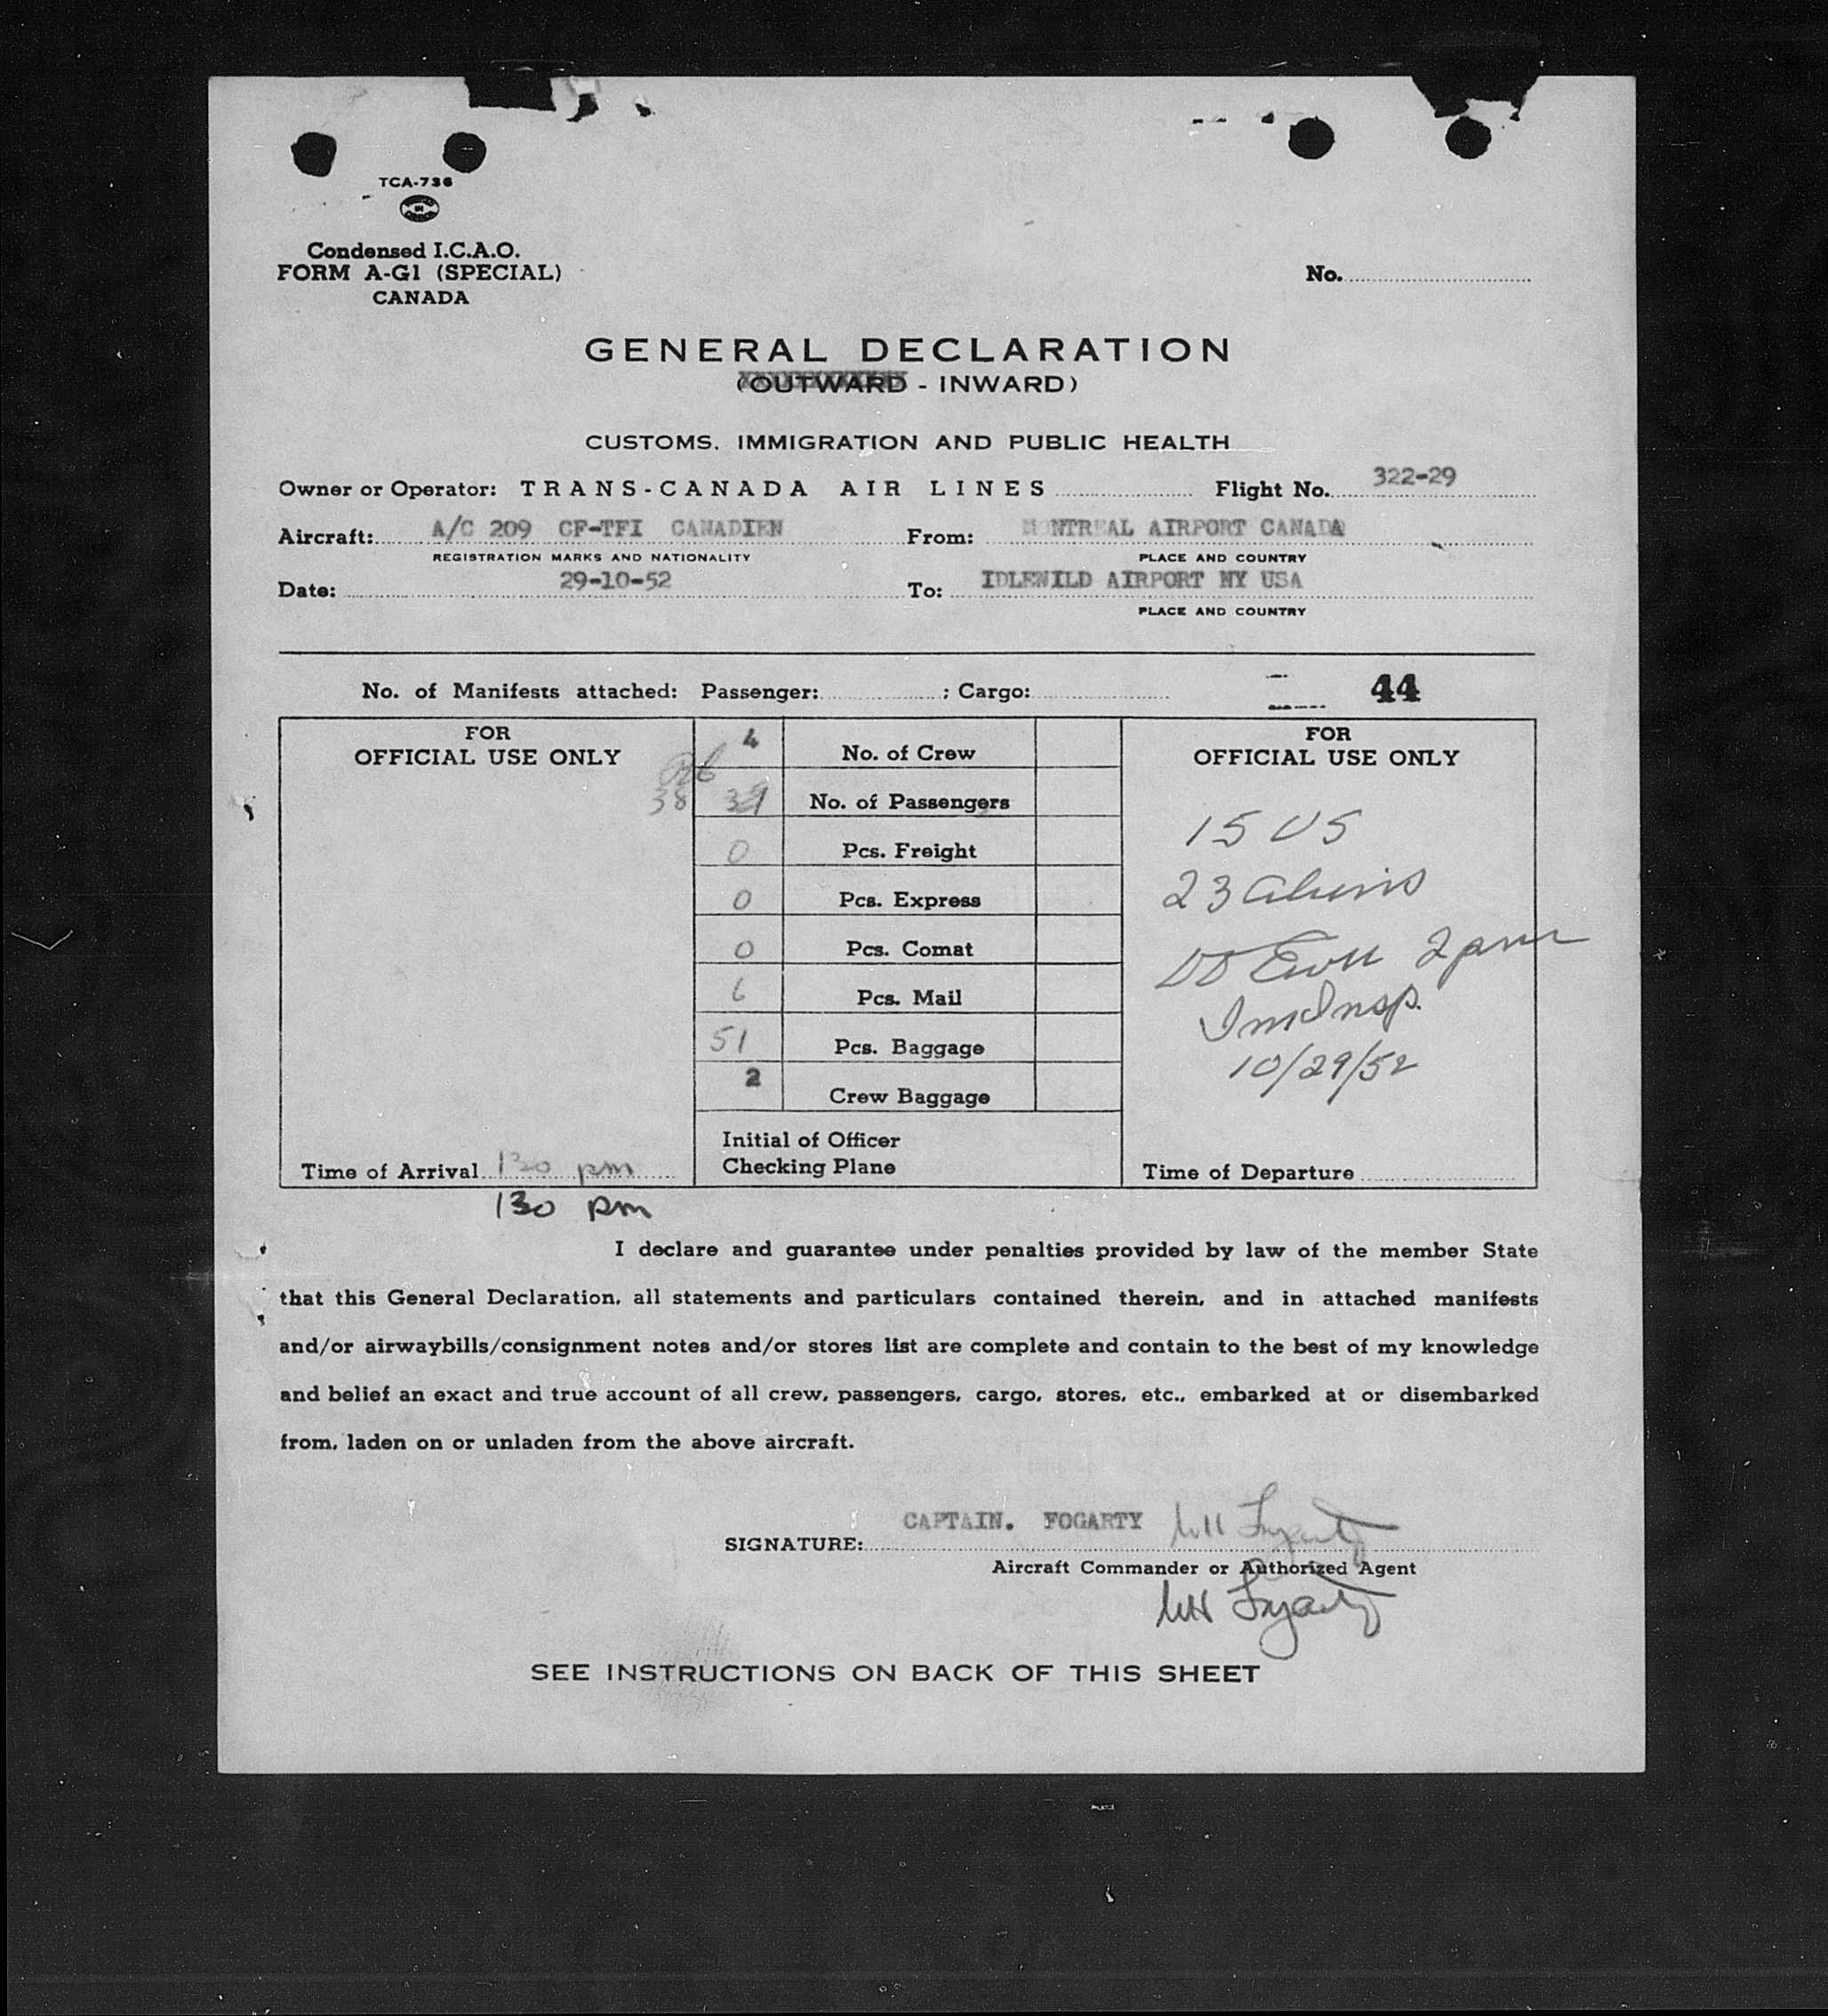 TCA-736
Condensed I.C.A.O.
FORM A-G1 (SPECIAL)
CANADA
No.
GENERAL DECLARATION
(OUTWARD - INWARD)
CUSTOMS, IMMIGRATION AND PUBLIC HEALTH
Owner or Operator: TRANS-CANADA AIR LINES Flight No. 322-29
Aircraft: A/C 209 CF-TFI CANADIEN From: MONTREAL AIRPORT CANADA
REGISTRATION MARKS AND NATIONALITY PLACE AND COUNTRY
Date: 29-10-52 To: IDLEWILD AIRPORT NY USA
PLACE AND COUNTRY
No. of Manifests attached: Passenger: ; Cargo: 44
FOR
OFFICIAL USE ONLY
4 No. of Crew
38 39 No. of Passengers
0 Pcs. Freight
0 Pcs. Express
0 Pcs. Comat
6 Pcs. Mail
51 Pcs. Baggage
2 Crew Baggage
Initial of Officer
Checking Plane
Time of Arrival 130 pm
130 pm
FOR
OFFICIAL USE ONLY
15 US
23 Aliens
2 pm
Im Insp.
10/29/52
Time of Departure
I declare and guarantee under penalties provided by law of the member State
that this General Declaration, all statements and particulars contained therein, and in attached manifests
and/or airwaybills/consignment notes and/or stores list are complete and contain to the best of my knowledge
and belief an exact and true account of all crew, passengers, cargo, stores, etc., embarked at or disembarked
from, laden on or unladen from the above aircraft.
CAPTAIN. FOGARTY WH Fogarty
SIGNATURE:
Aircraft Commander or Authorized Agent
WH Fogarty
SEE INSTRUCTIONS ON BACK OF THIS SHEET